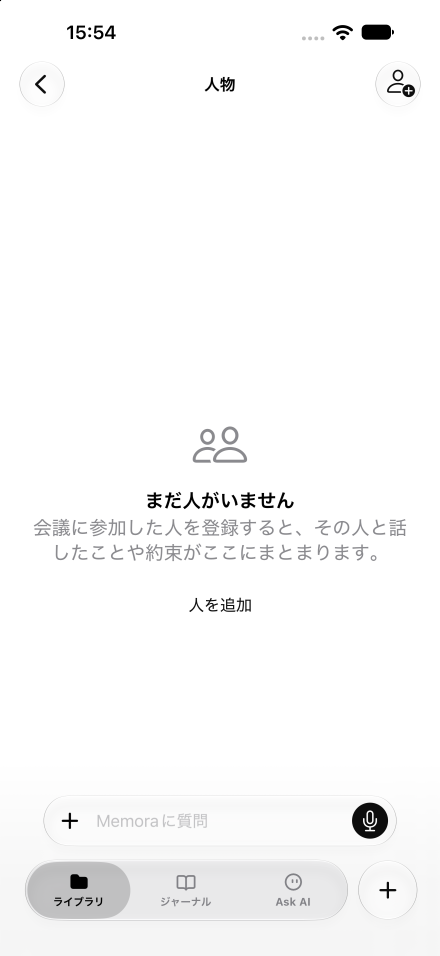 15:54
人物
まだ人がいません
会議に参加した人を登録すると、その人と話
したことや約束がここにまとまります。
人を追加
Memoraに質問
ライブラリ
ジャーナル
Ask AI